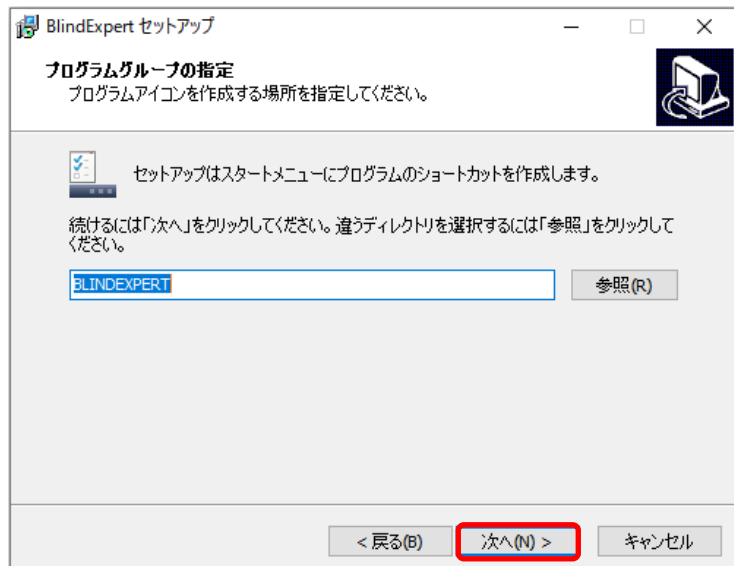 BlindExpert セットアップ
プログラムグループの指定
プログラムアイコンを作成する場所を指定してください。
セットアップはスタートメニューにプログラムのショートカットを作成します。
続けるには「次へ」をクリックしてください。違うディレクトリを選択するには「参照」をクリックして
ください。
BLINDEXPERT
参照(R)
< 戻る(B)
次へ(N) >
キャンセル